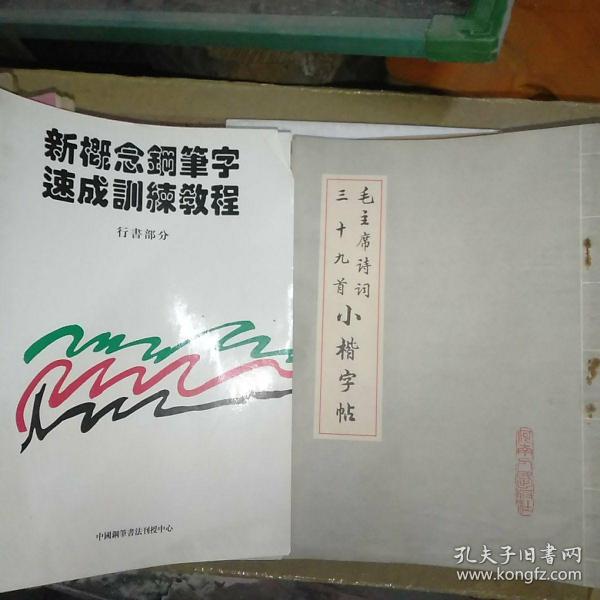 新概念鋼筆字
速成訓練教程
行書部分
中國鋼筆書法刊授中心
毛主席诗词
三十九首
小楷字帖
孔夫子旧书网
www.kongfz.com